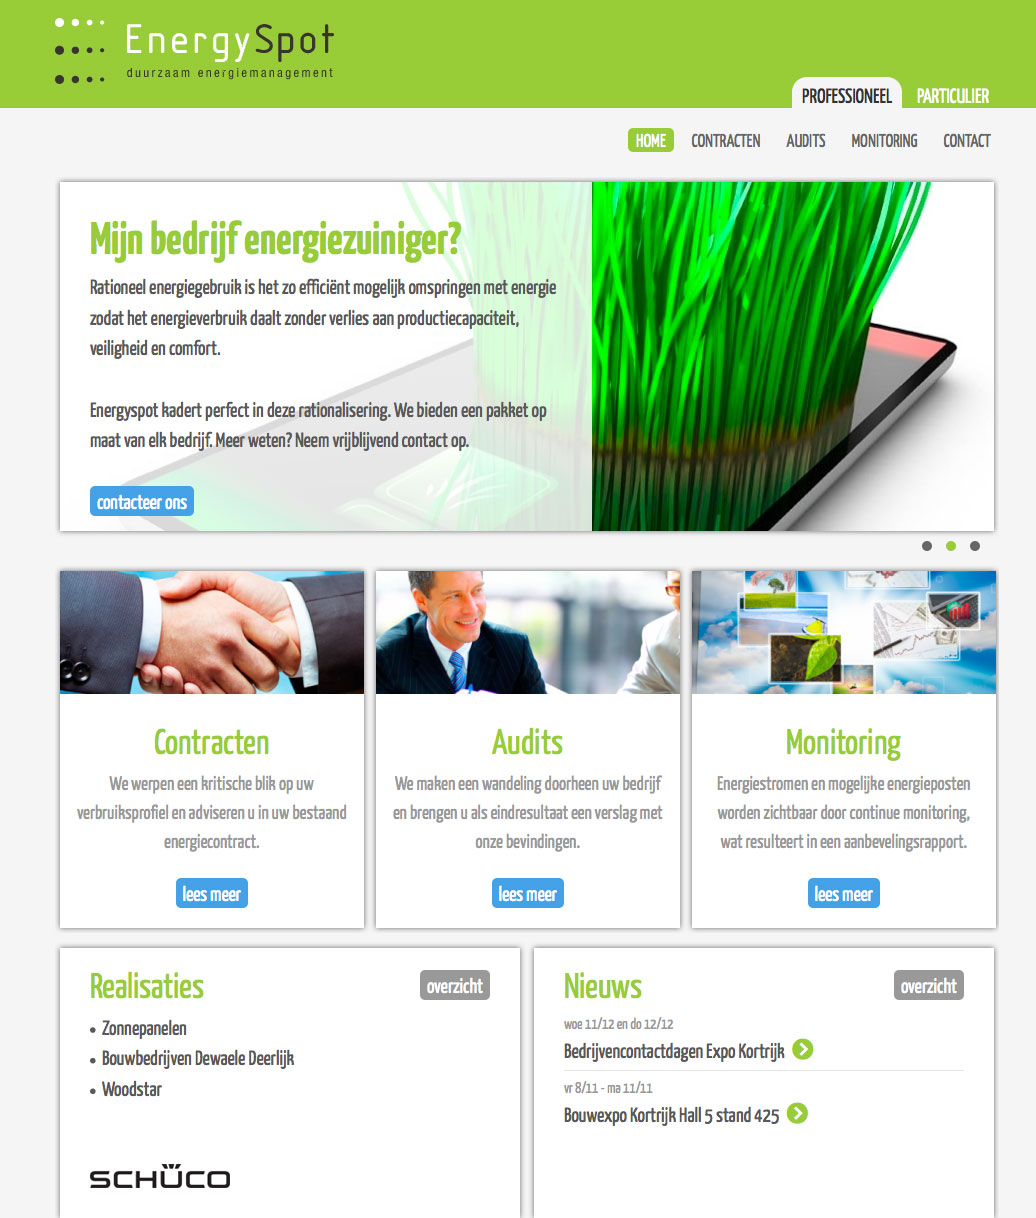 EnergySpot
duurzaam energiemanagement
PROFESSIONEEL PARTICULIER
HOME CONTRACTEN AUDITS MONITORING CONTACT
Mijn bedrijf energiezuiniger?
Rationeel energiegebruik is het zo efficiënt mogelijk omspringen met energie
zodat het energieverbruik daalt zonder verlies aan productiecapaciteit,
veiligheid en comfort.
Energyspot kadert perfect in deze rationalisering. We bieden een pakket op
maat van elk bedrijf. Meer weten? Neem vrijblijvend contact op.
contacteer ons
Contracten
We werpen een kritische blik op uw
verbruiksprofiel en adviseren u in uw bestaand
energiecontract.
lees meer
Audits
We maken een wandeling doorheen uw bedrijf
en brengen u als eindresultaat een verslag met
onze bevindingen.
lees meer
Monitoring
Energiestromen en mogelijke energieposten
worden zichtbaar door continue monitoring,
wat resulteert in een aanbevelingsrapport.
lees meer
Realisaties
overzicht
• Zonnepanelen
• Bouwbedrijven Dewaele Deerlijk
• Woodstar
SCHÜCO
Nieuws
overzicht
woe 11/12 en do 12/12
Bedrijvencontactdagen Expo Kortrijk
vr 8/11 - ma 11/11
Bouwexpo Kortrijk Hall 5 stand 425